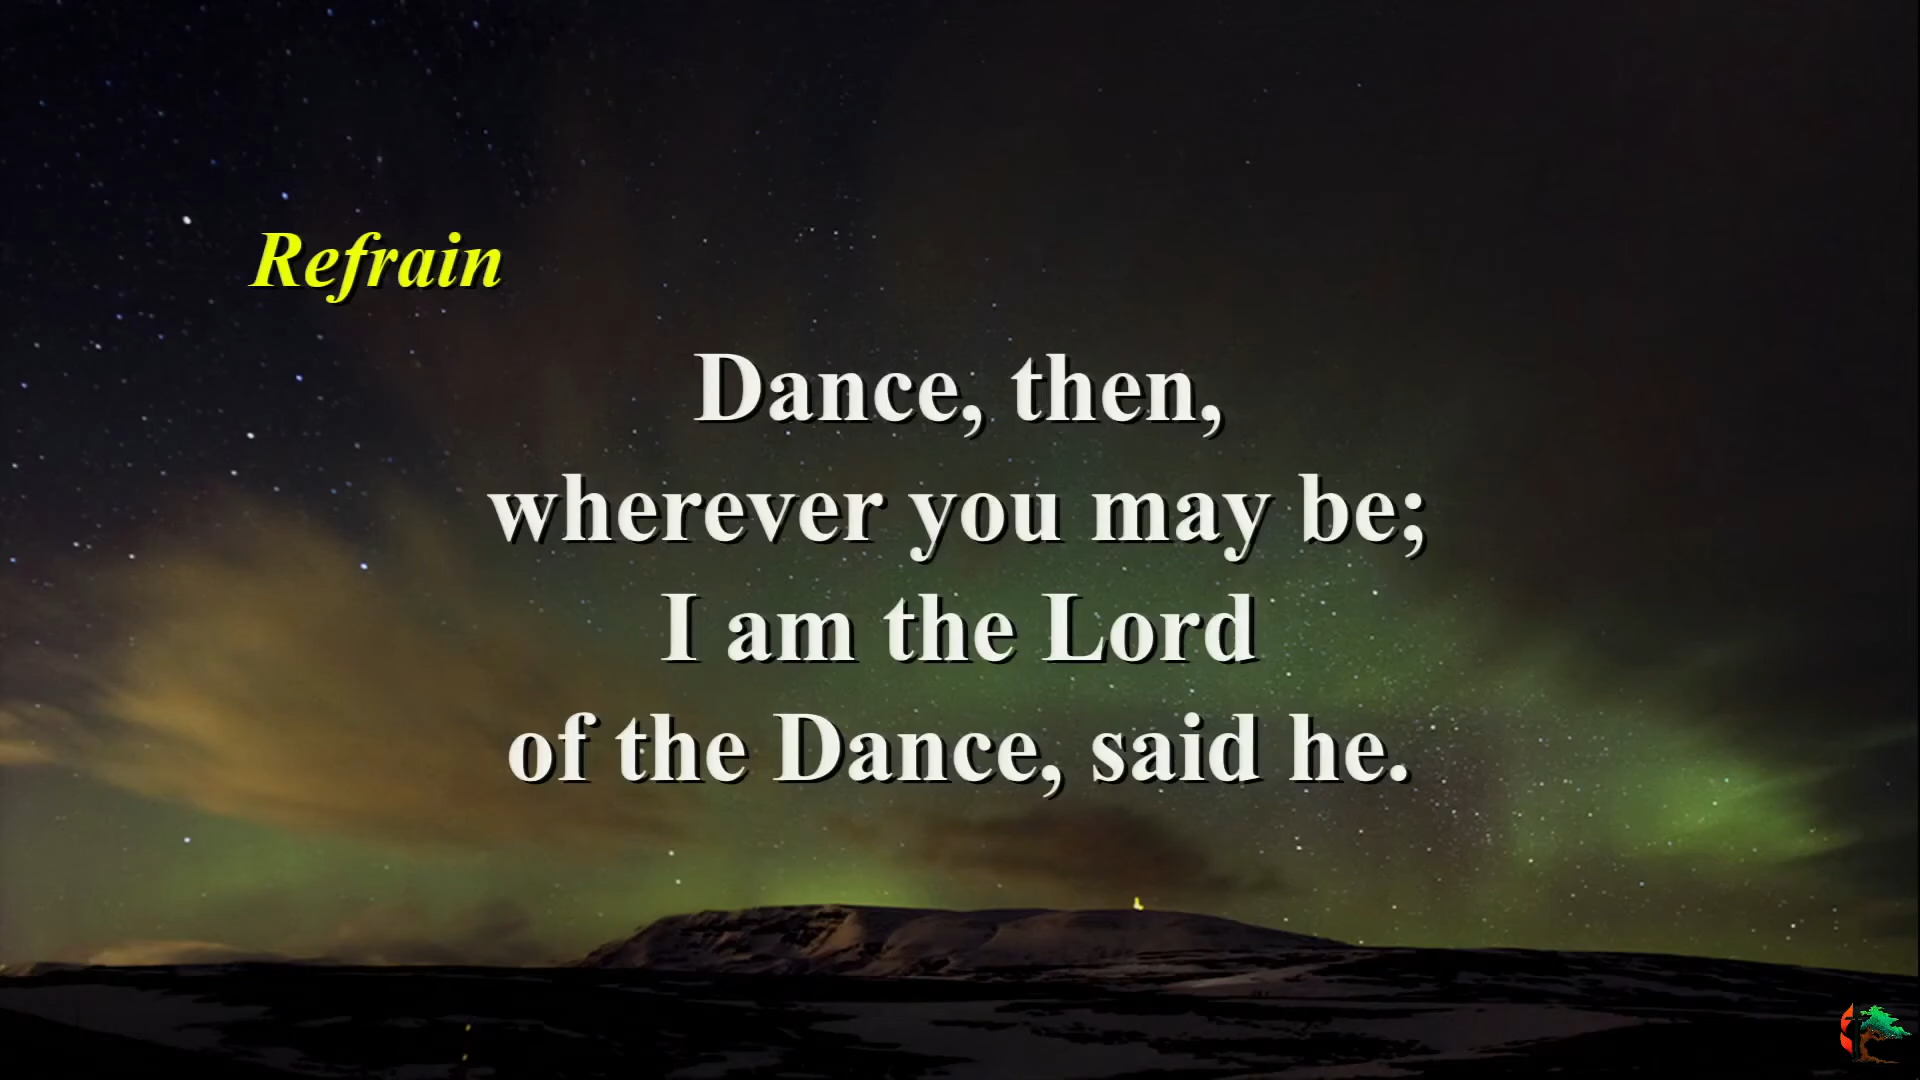 Refrain
Dance, then,
wherever you may be;
I am the Lord
of the Dance, said he.